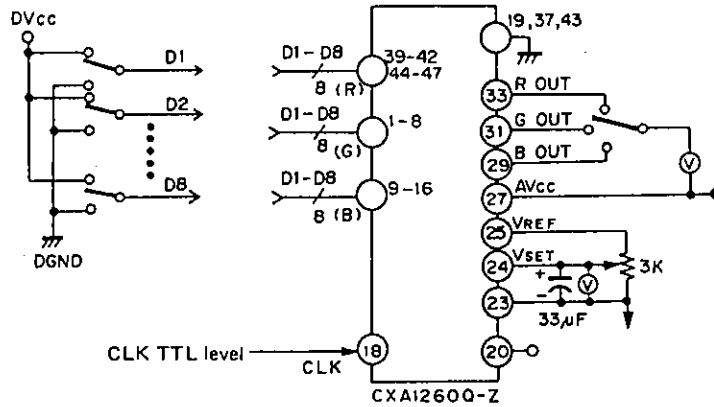 DVcc
D1
D2
D8
DGND
D1-D8
8 (R)
39-42
44-47
D1-D8
8 (G)
1-8
D1-D8
8 (B)
9-16
CLK TTL level
CLK
18
19,37,43
33
R OUT
31
G OUT
29
B OUT
V
27
AVcc
25
VREF
24
VSET
+
-
V
3K
23
33µF
20
CXA1260Q-Z